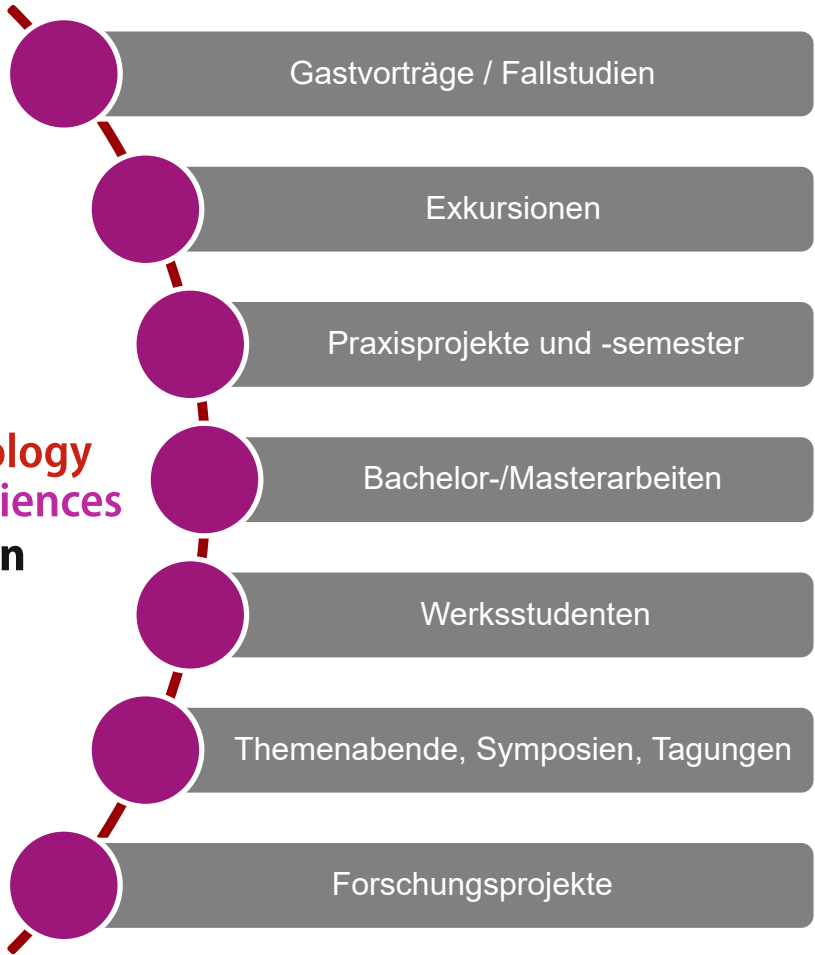 Gastvorträge / Fallstudien
Exkursionen
Praxisprojekte und -semester
ology
iences
n
Bachelor-/Masterarbeiten
Werksstudenten
Themenabende, Symposien, Tagungen
Forschungsprojekte